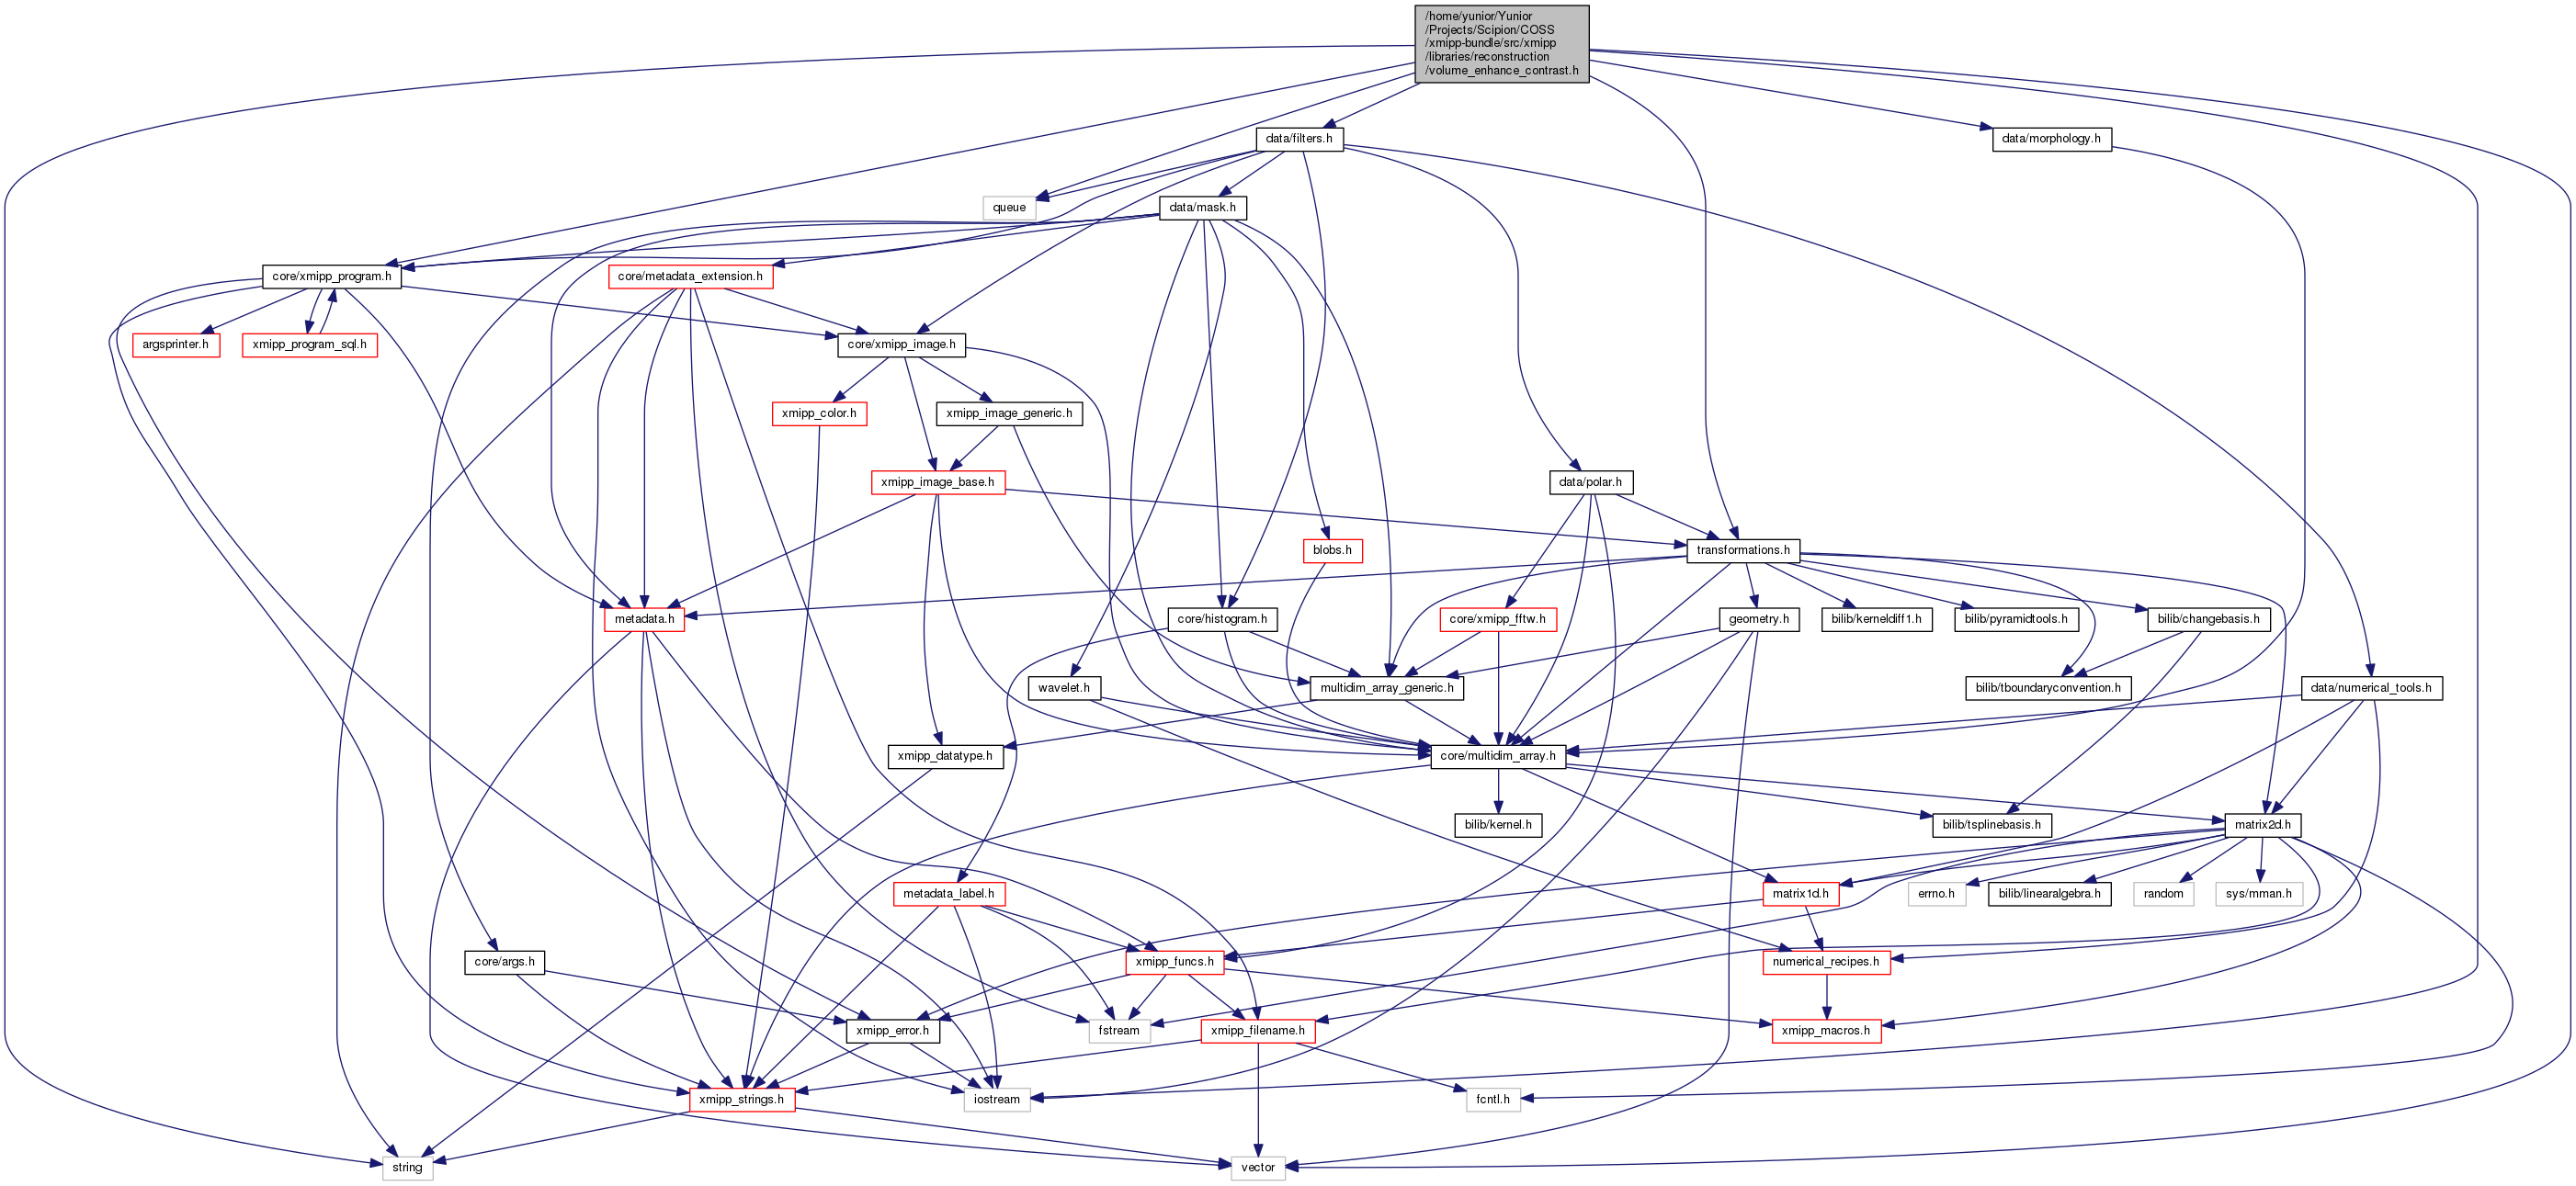 /home/yunior/Yunior
/Projects/Scipion/COSS
/xmipp-bundle/src/xmipp
/libraries/reconstruction
/volume_enhance_contrast.h
data/filters.h
data/morphology.h
queue
data/mask.h
core/xmipp_program.h
core/metadata_extension.h
argsprinter.h
xmipp_program_sql.h
core/xmipp_image.h
xmipp_color.h
xmipp_image_generic.h
xmipp_image_base.h
data/polar.h
blobs.h
transformations.h
metadata.h
core/histogram.h
core/xmipp_fftw.h
geometry.h
bilib/kerneldiff1.h
bilib/pyramidtools.h
bilib/changebasis.h
wavelet.h
multidim_array_generic.h
bilib/tboundaryconvention.h
data/numerical_tools.h
xmipp_datatype.h
core/multidim_array.h
bilib/kernel.h
bilib/tsplinebasis.h
matrix2d.h
metadata_label.h
matrix1d.h
errno.h
bilib/linearalgebra.h
random
sys/mman.h
core/args.h
xmipp_funcs.h
numerical_recipes.h
xmipp_error.h
fstream
xmipp_filename.h
xmipp_macros.h
xmipp_strings.h
iostream
fcntl.h
string
vector